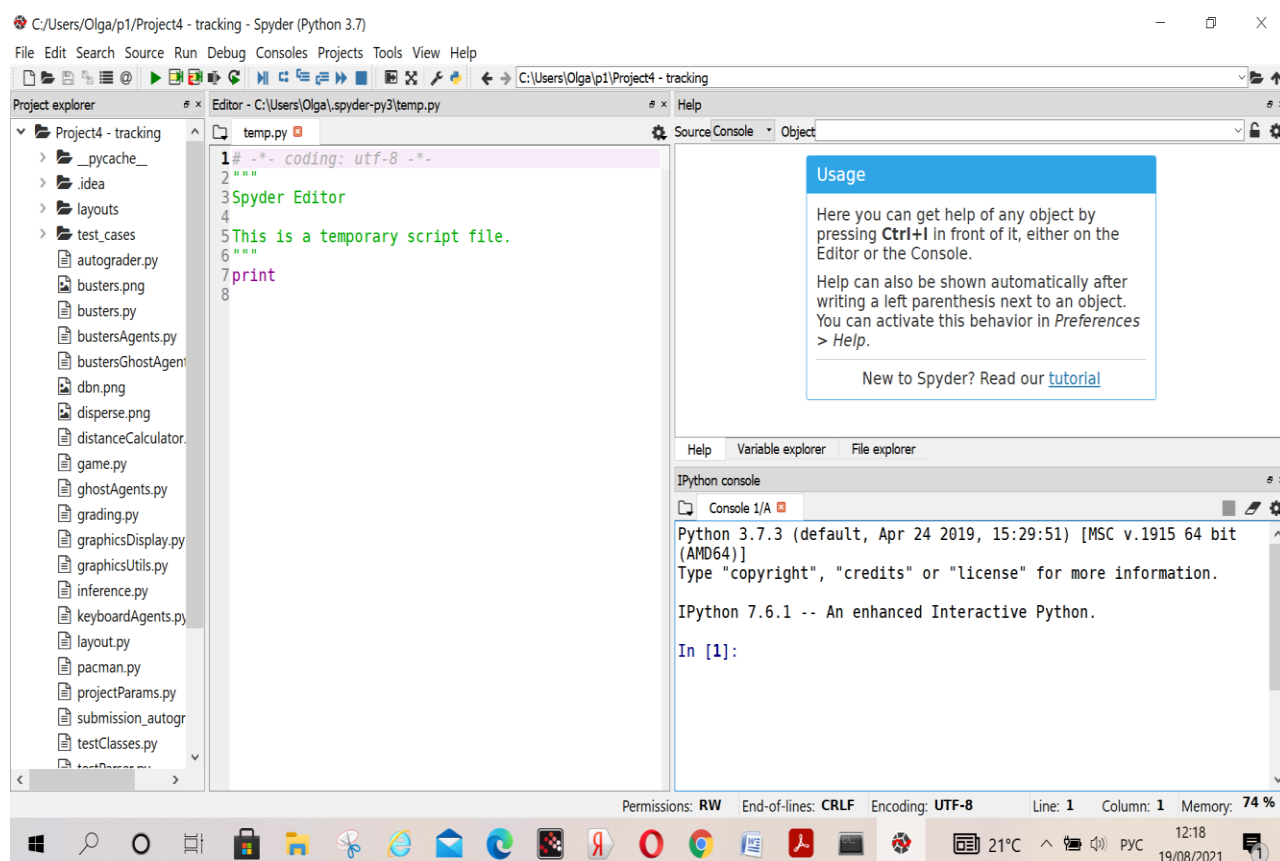 C:/Users/Olga/p1/Project4 - tracking - Spyder (Python 3.7)
File Edit Search Source Run Debug Consoles Projects Tools View Help
C:\Users\Olga\p1\Project4 - tracking
Project explorer
Project4 - tracking
__pycache__
.idea
layouts
test_cases
autograder.py
busters.png
busters.py
bustersAgents.py
bustersGhostAgent
dbn.png
disperse.png
distanceCalculator.
game.py
ghostAgents.py
grading.py
graphicsDisplay.py
graphicsUtils.py
inference.py
keyboardAgents.py
layout.py
pacman.py
projectParams.py
submission_autogr
testClasses.py
testParser.py
Editor - C:\Users\Olga\.spyder-py3\temp.py
temp.py
1 # -*- coding: utf-8 -*-
2 """
3 Spyder Editor
4
5 This is a temporary script file.
6 """
7 print
8
Help
Source Console Object
Usage
Here you can get help of any object by
pressing Ctrl+I in front of it, either on the
Editor or the Console.
Help can also be shown automatically after
writing a left parenthesis next to an object.
You can activate this behavior in Preferences
> Help.
New to Spyder? Read our tutorial
Help Variable explorer File explorer
IPython console
Console 1/A
Python 3.7.3 (default, Apr 24 2019, 15:29:51) [MSC v.1915 64 bit
(AMD64)]
Type "copyright", "credits" or "license" for more information.
IPython 7.6.1 -- An enhanced Interactive Python.
In [1]:
Permissions: RW End-of-lines: CRLF Encoding: UTF-8 Line: 1 Column: 1 Memory: 74 %
21°C РУС 12:18
19/08/2021
1